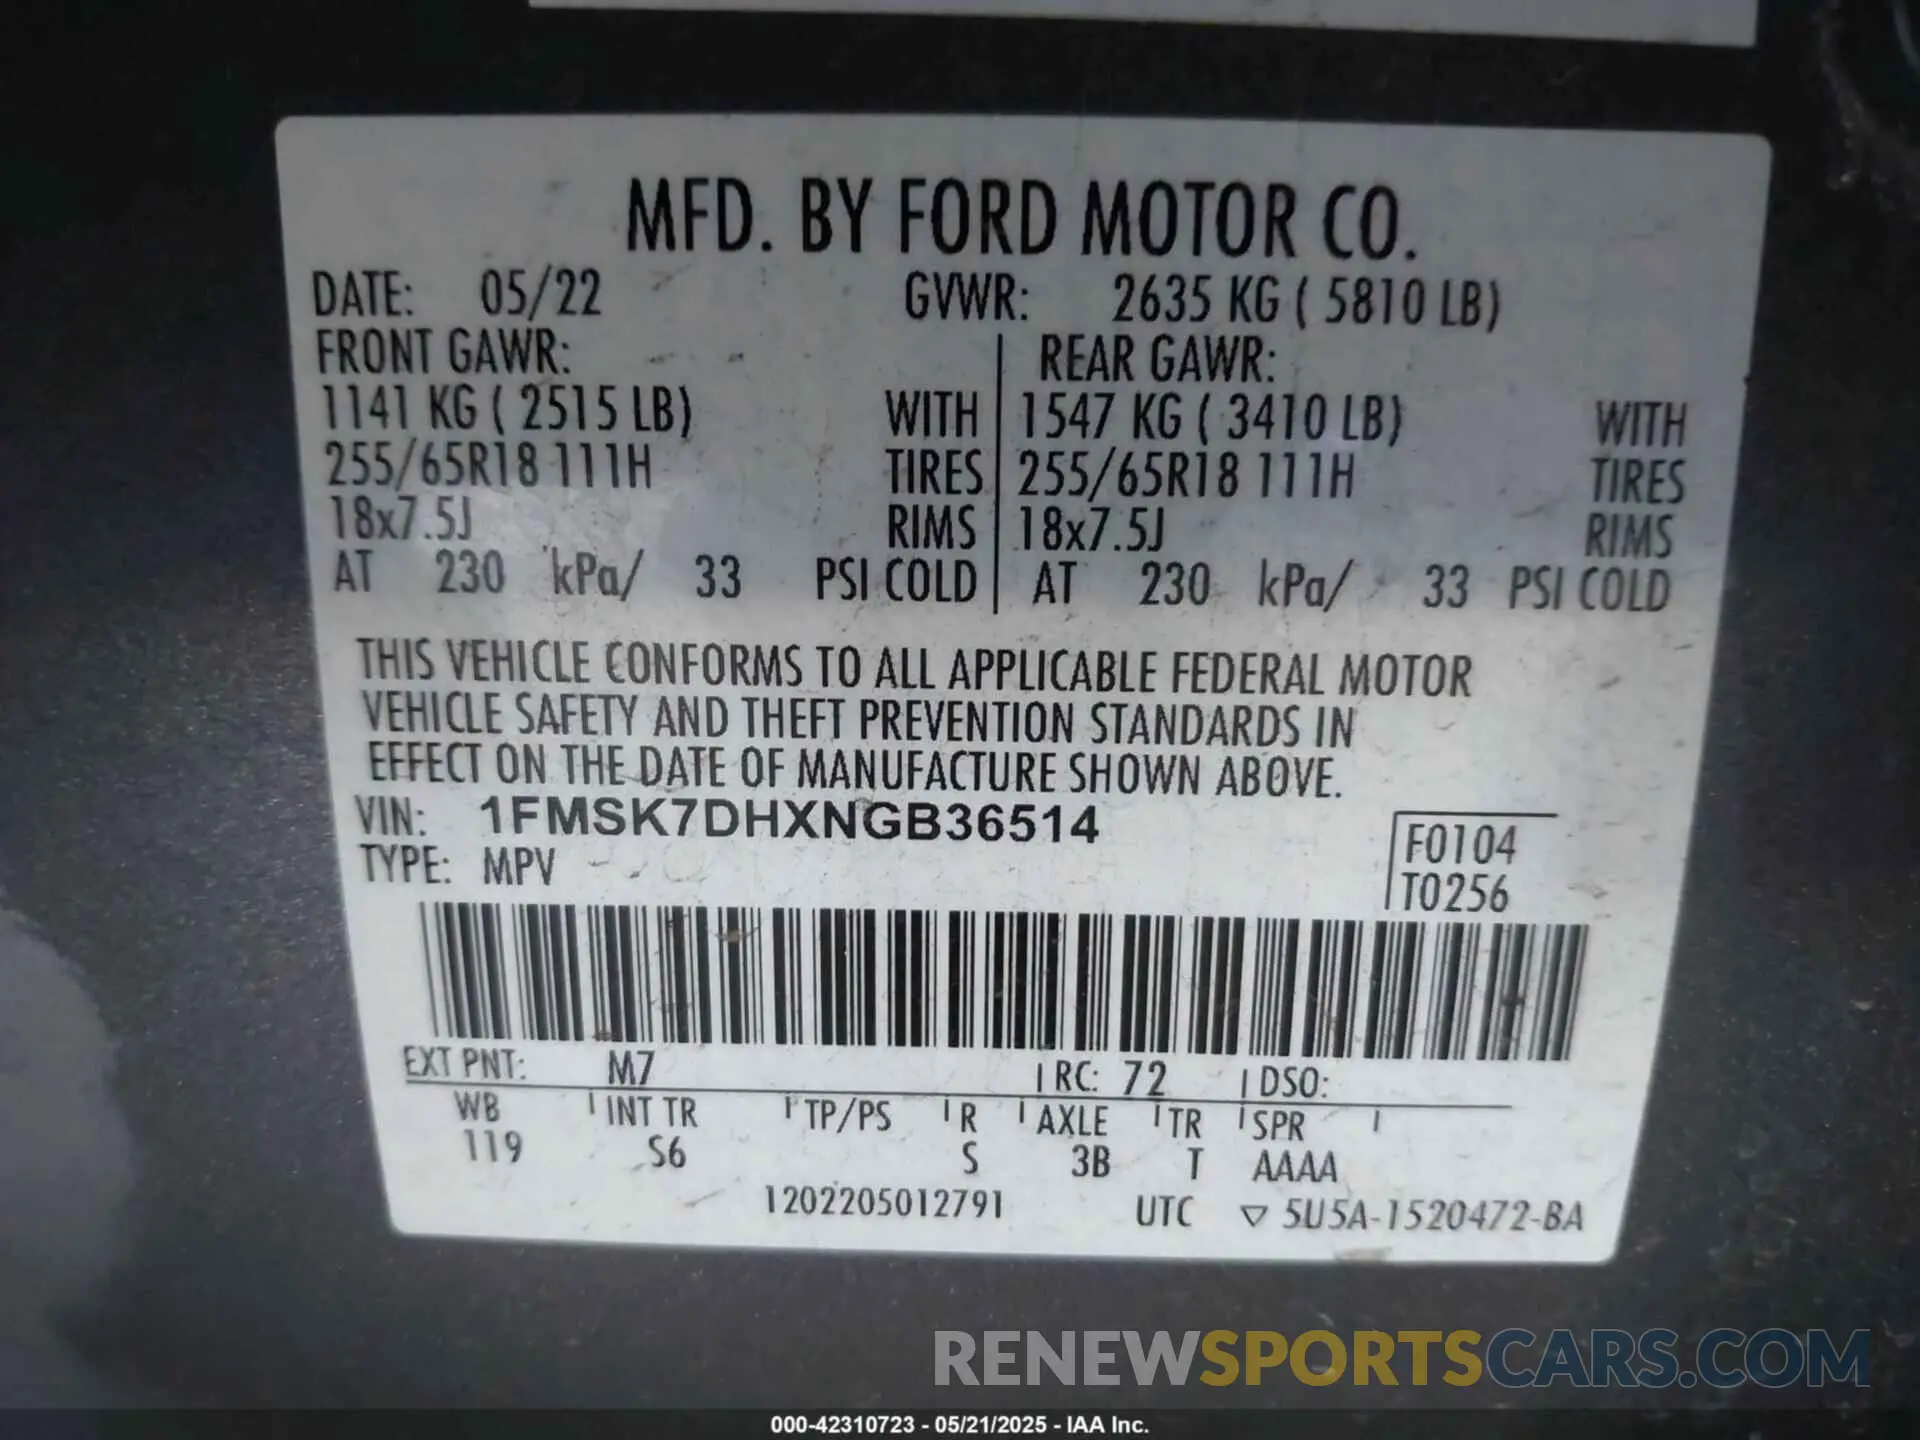 MFD. BY FORD MOTOR CO.
DATE: 05/22 GVWR: 2635 KG ( 5810 LB)
FRONT GAWR: REAR GAWR:
1141 KG ( 2515 LB) WITH 1547 KG ( 3410 LB) WITH
255/65R18 111H TIRES 255/65R18 111H TIRES
18x7.5J RIMS 18x7.5J RIMS
AT 230 kPa/ 33 PSI COLD AT 230 kPa/ 33 PSI COLD
THIS VEHICLE CONFORMS TO ALL APPLICABLE FEDERAL MOTOR
VEHICLE SAFETY AND THEFT PREVENTION STANDARDS IN
EFFECT ON THE DATE OF MANUFACTURE SHOWN ABOVE.
VIN: 1FMSK7DHXNGB36514
TYPE: MPV
F0104
T0256
EXT PNT: M7 RC: 72 DSO:
WB INT TR TP/PS R AXLE TR SPR
119 S6 S 3B T AAAA
1202205012791 UTC ▽ 5U5A-1520472-BA
RENEWSPORTSCARS.COM
000-42310723 - 05/21/2025 - IAA Inc.